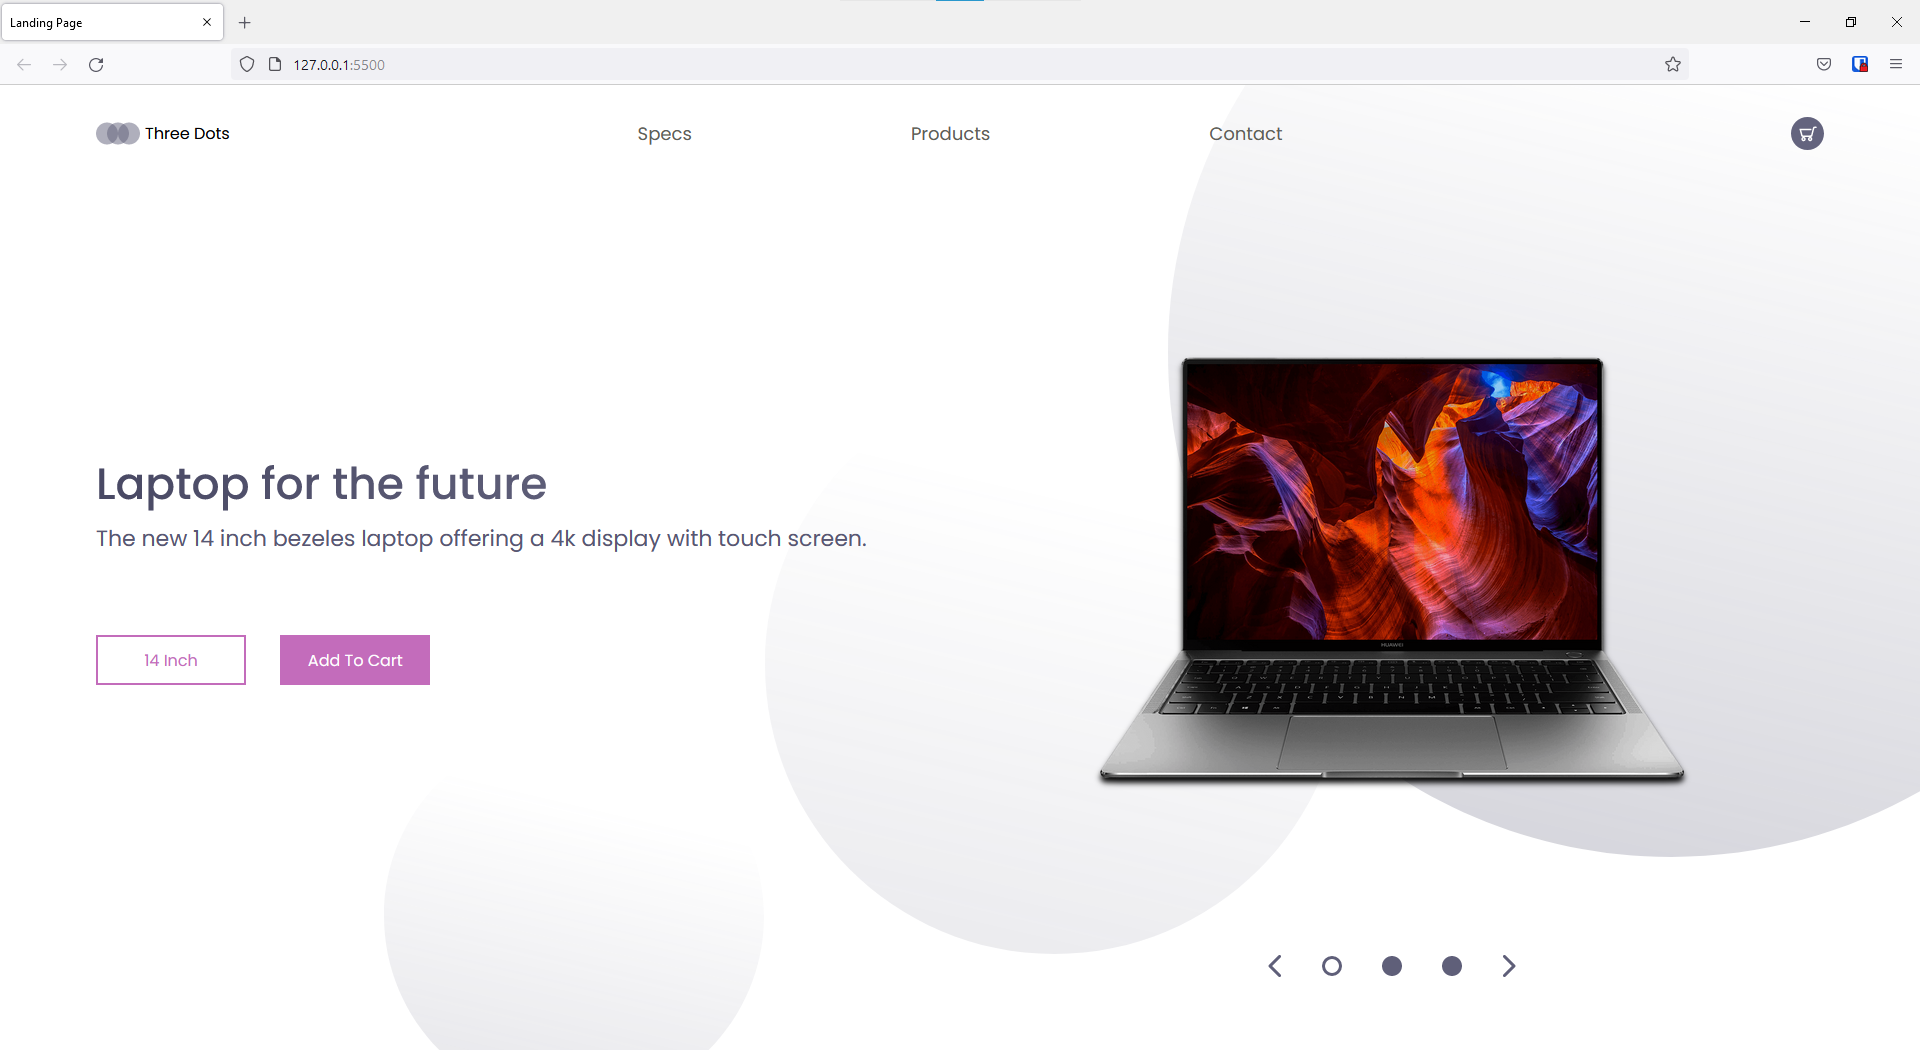 Landing Page
127.0.0.1:5500
Three Dots
Specs
Products
Contact
Laptop for the future
The new 14 inch bezeles laptop offering a 4k display with touch screen.
14 Inch
Add To Cart
HUAWEI